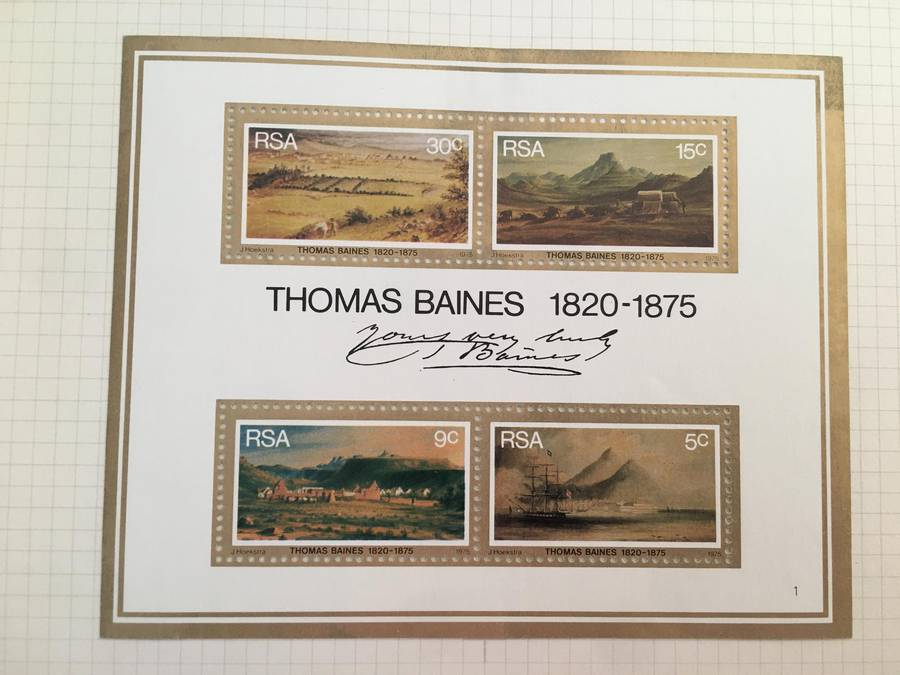 RSA 30c
J.Hoekstra THOMAS BAINES 1820-1875 1975
RSA 15c
J.Hoekstra THOMAS BAINES 1820-1875 1975
THOMAS BAINES 1820-1875
Yours very truly
T Baines
RSA 9c
J.Hoekstra THOMAS BAINES 1820-1875 1975
RSA 5c
J.Hoekstra THOMAS BAINES 1820-1875 1975
1